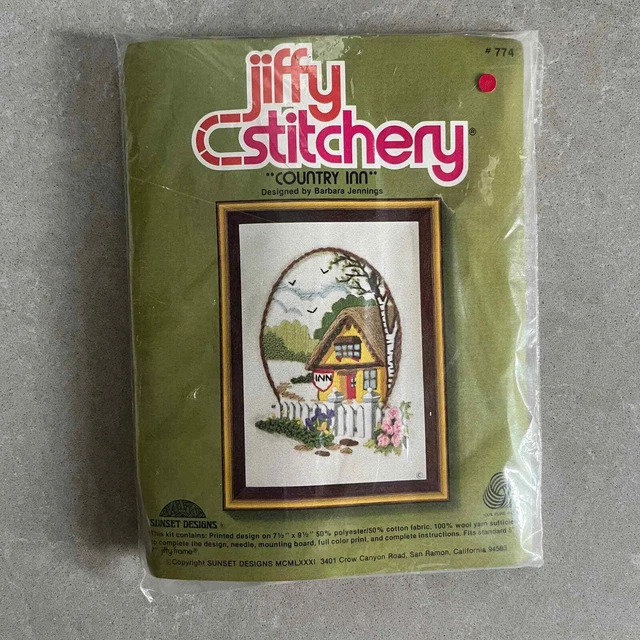 # 774
jiffy
stitchery®
"COUNTRY INN"
Designed by Barbara Jennings
INN
©
SUNSET DESIGNS
This kit contains: Printed design on 7½" x 9½" 50% polyester/50% cotton fabric, 100% wool yarn sufficient
to complete the design, needle, mounting board, full color print, and complete instructions. Fits standard 5"
jiffy frame®
©Copyright SUNSET DESIGNS MCMLXXXI 3401 Crow Canyon Road, San Ramon, California 94583